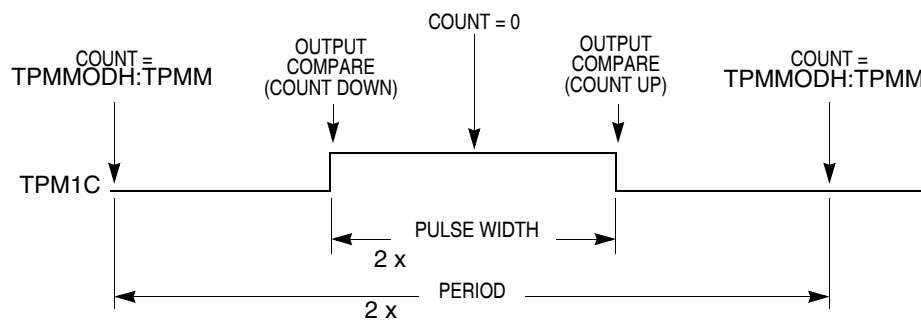 COUNT = 0
COUNT =
TPMMODH:TPMM
OUTPUT
COMPARE
(COUNT DOWN)
OUTPUT
COMPARE
(COUNT UP)
COUNT =
TPMMODH:TPMM
TPM1C
PULSE WIDTH
2 x
PERIOD
2 x